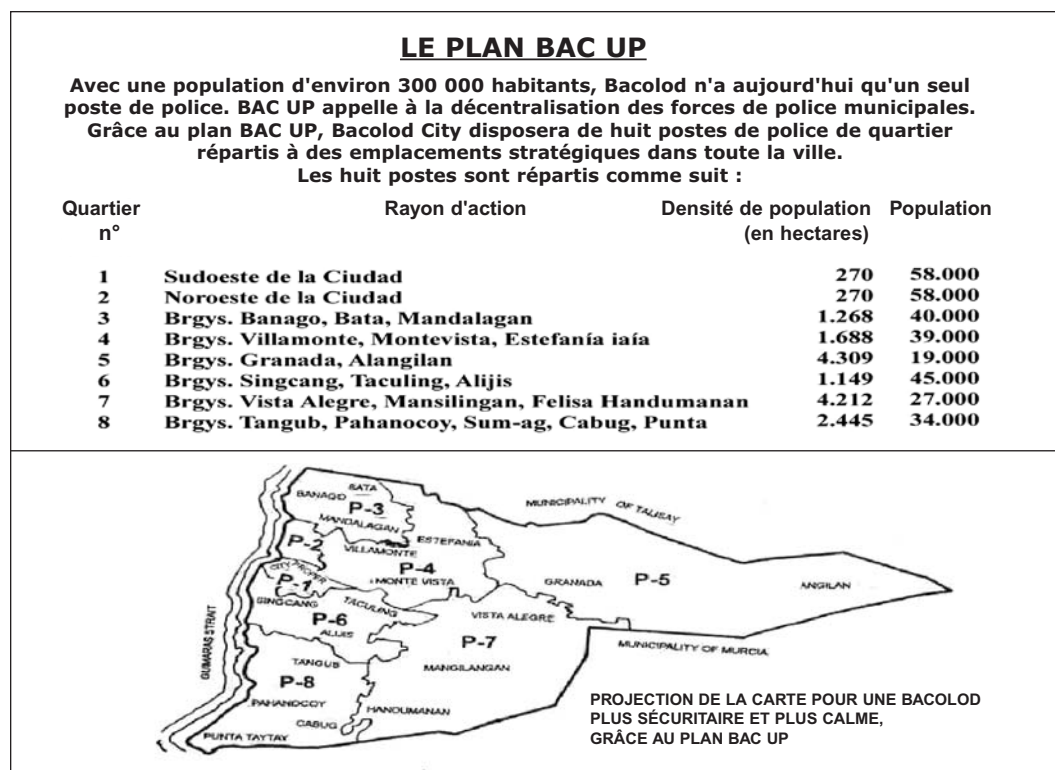 LE PLAN BAC UP
Avec une population d'environ 300 000 habitants, Bacolod n'a aujourd'hui qu'un seul
poste de police. BAC UP appelle à la décentralisation des forces de police municipales.
Grâce au plan BAC UP, Bacolod City disposera de huit postes de police de quartier
répartis à des emplacements stratégiques dans toute la ville.
Les huit postes sont répartis comme suit :
Quartier n° Rayon d'action Densité de population (en hectares) Population
1 Sudoeste de la Ciudad 270 58.000
2 Noroeste de la Ciudad 270 58.000
3 Brgys. Banago, Bata, Mandalagan 1.268 40.000
4 Brgys. Villamonte, Montevista, Estefanía iaía 1.688 39.000
5 Brgys. Granada, Alangilan 4.309 19.000
6 Brgys. Singcang, Taculing, Alijis 1.149 45.000
7 Brgys. Vista Alegre, Mansilingan, Felisa Handumanan 4.212 27.000
8 Brgys. Tangub, Pahanocoy, Sum-ag, Cabug, Punta 2.445 34.000
BATA
BANAGO
P-3
MANDALAGAN
MUNICIPALITY OF TALISAY
ESTEFANIA
P-2
VILLAMONTE
P-4
CITY PROPER
P-1
MONTE VISTA
GRANADA
P-5
ANGILAN
SINGCANG
TACULING
P-6
VISTA ALEGRE
ALIJIS
P-7
MUNICIPALITY OF MURCIA
GUIMARAS STRAIT
TANGUB
MANGILANGAN
P-8
PAHANOCOY
HANDUMANAN
CABUG
PUNTA TAYTAY
PROJECTION DE LA CARTE POUR UNE BACOLOD
PLUS SÉCURITAIRE ET PLUS CALME,
GRÂCE AU PLAN BAC UP